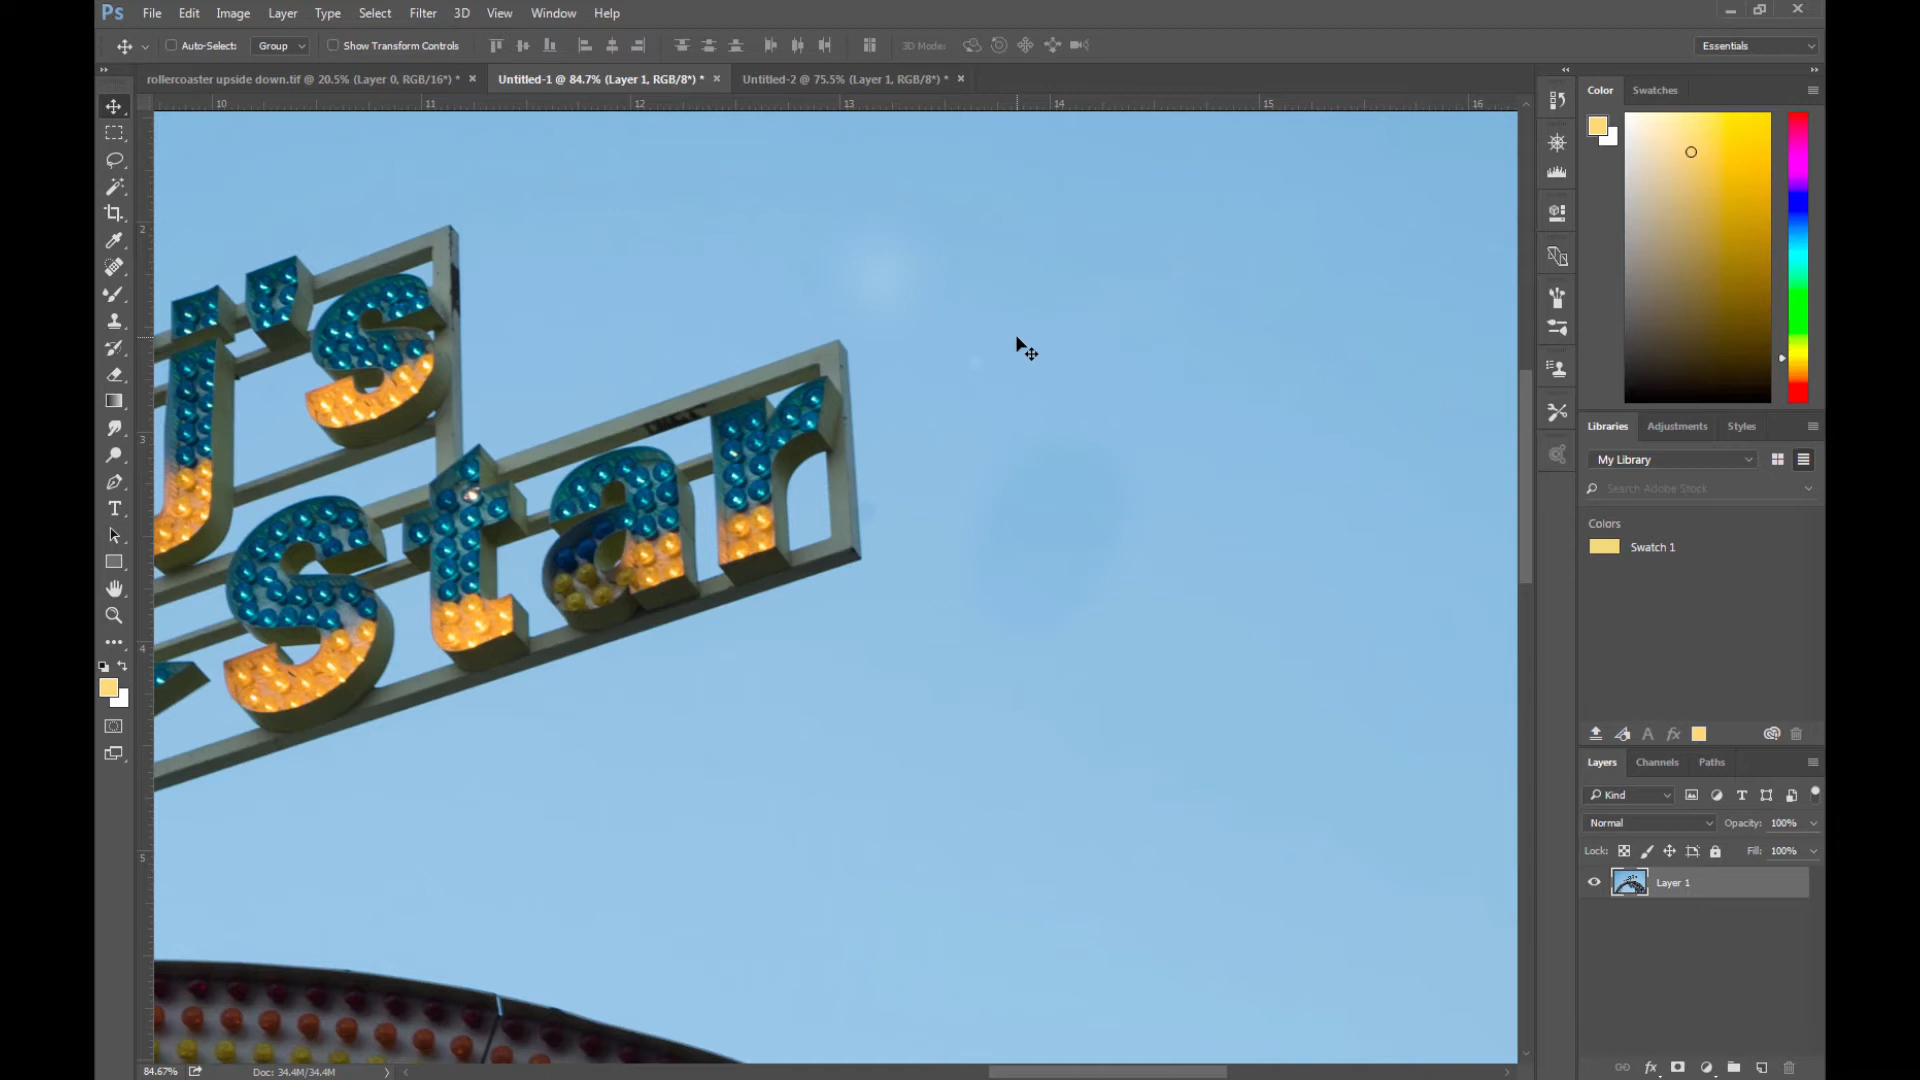 Ps File Edit Image Layer Type Select Filter 3D View Window Help
Auto-Select: Group Show Transform Controls 3D Mode: Essentials
rollercoaster upside down.tif @ 20.5% (Layer 0, RGB/16*) * × Untitled-1 @ 84.7% (Layer 1, RGB/8*) * × Untitled-2 @ 75.5% (Layer 1, RGB/8*) * ×
10 11 12 13 14 15 16
Color Swatches
2
3
4
5
's
star
Libraries Adjustments Styles
My Library
Search Adobe Stock
Colors
Swatch 1
Layers Channels Paths
Kind
Normal Opacity: 100%
Lock: Fill: 100%
Layer 1
84.67% Doc: 34.4M/34.4M